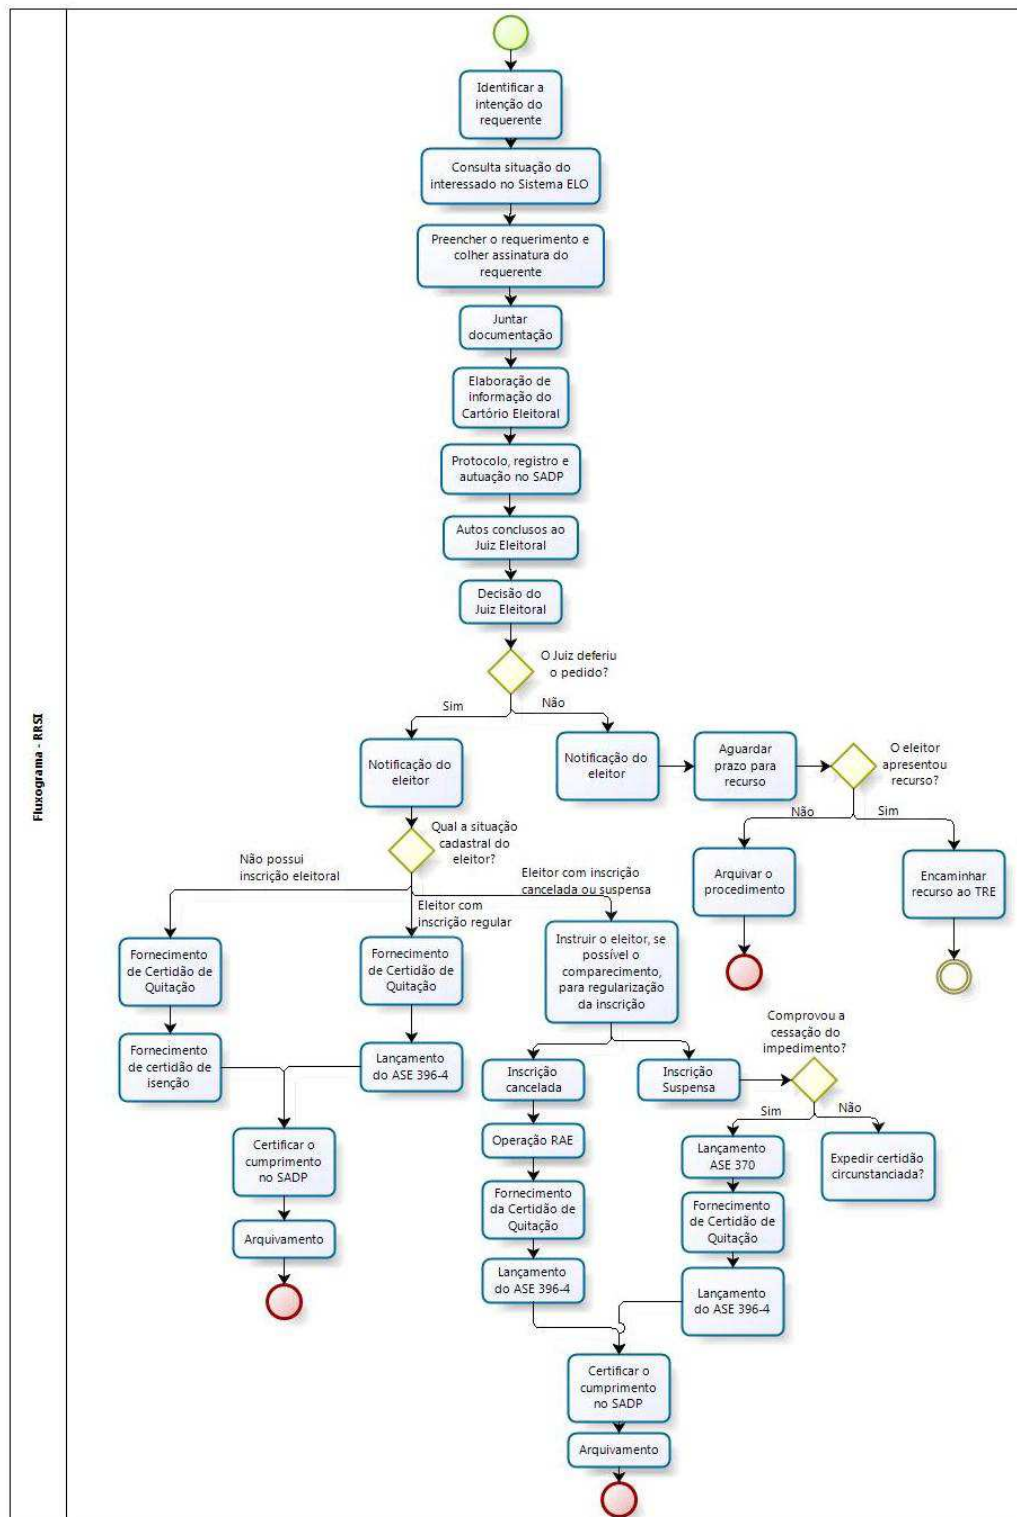 Fluxograma - RRSI
Identificar a
intenção do
requerente
Consulta situação do
interessado no Sistema ELO
Preencher o requerimento e
colher assinatura do
requerente
Juntar
documentação
Elaboração de
informação do
Cartório Eleitoral
Protocolo, registro e
autuação no SADP
Autos conclusos ao
Juiz Eleitoral
Decisão do
Juiz Eleitoral
O Juiz deferiu
o pedido?
Sim
Não
Notificação do
eleitor
Notificação do
eleitor
Aguardar
prazo para
recurso
O eleitor
apresentou
recurso?
Não
Sim
Arquivar o
procedimento
Encaminhar
recurso ao TRE
Qual a situação
cadastral do
eleitor?
Não possui
inscrição eleitoral
Eleitor com
inscrição regular
Eleitor com inscrição
cancelada ou suspensa
Fornecimento
de Certidão de
Quitação
Fornecimento
de certidão de
isenção
Fornecimento
de Certidão de
Quitação
Lançamento
do ASE 396-4
Certificar o
cumprimento
no SADP
Arquivamento
Instruir o eleitor, se
possível o
comparecimento,
para regularização
da inscrição
Inscrição
cancelada
Inscrição
Suspensa
Comprovou a
cessação do
impedimento?
Sim
Não
Operação RAE
Fornecimento
da Certidão de
Quitação
Lançamento
do ASE 396-4
Lançamento
ASE 370
Fornecimento
de Certidão de
Quitação
Lançamento
do ASE 396-4
Expedir certidão
circunstanciada?
Certificar o
cumprimento
no SADP
Arquivamento